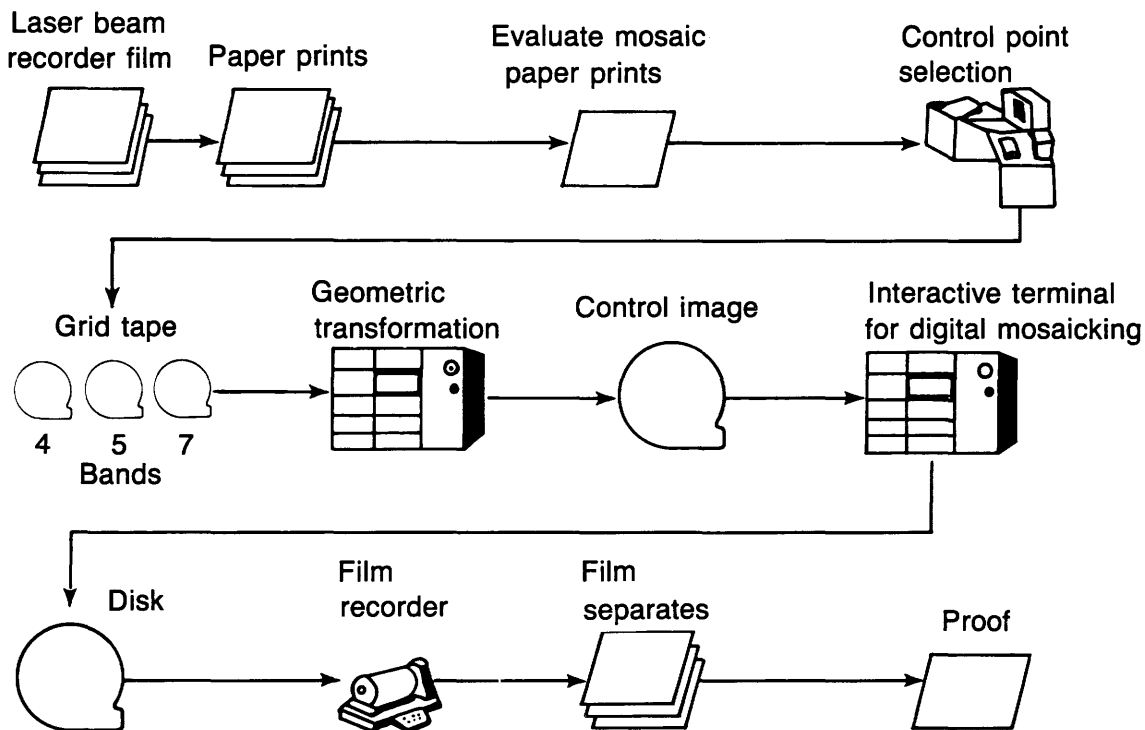 Laser beam
recorder film
Paper prints
Evaluate mosaic
paper prints
Control point
selection
Grid tape
4 5 7
Bands
Geometric
transformation
Control image
Interactive terminal
for digital mosaicking
Disk
Film
recorder
Film
separates
Proof